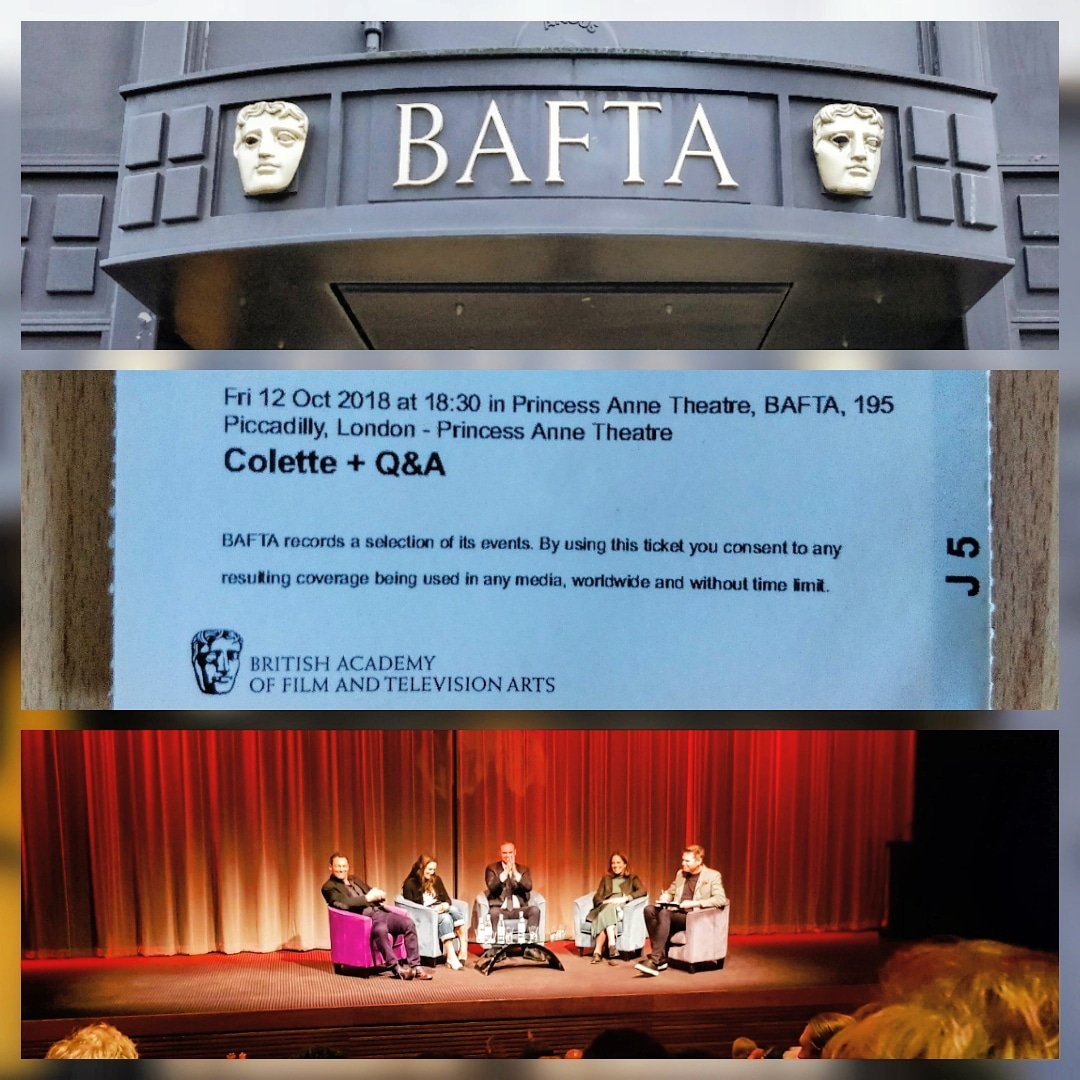 ANGUS
BAFTA
Fri 12 Oct 2018 at 18:30 in Princess Anne Theatre, BAFTA, 195
Piccadilly, London - Princess Anne Theatre
Colette + Q&A
BAFTA records a selection of its events. By using this ticket you consent to any
resulting coverage being used in any media, worldwide and without time limit.
J 5
BRITISH ACADEMY
OF FILM AND TELEVISION ARTS